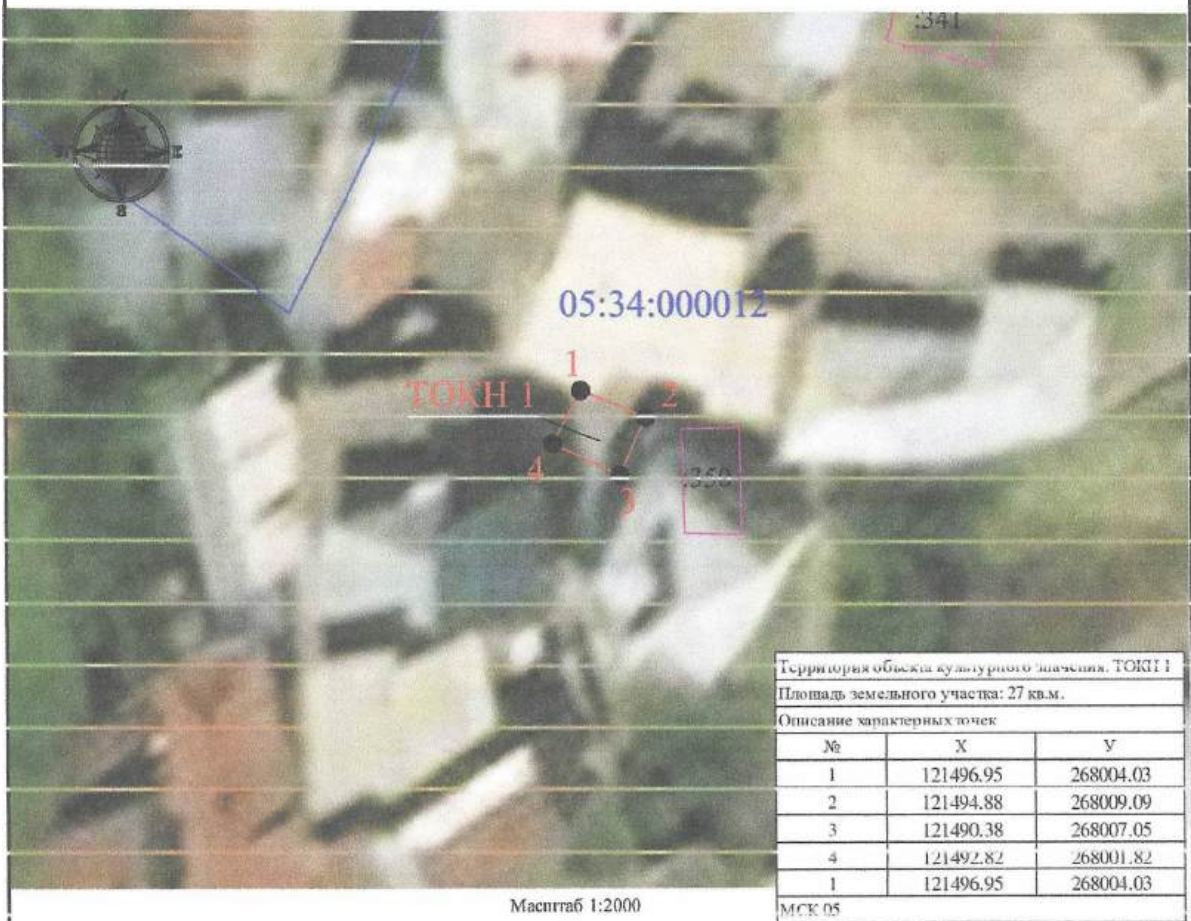 :341
05:34:000012
1
ТОКН 1
2
4
:350
3
Территория объекта культурного значения. ТОКН 1
Площадь земельного участка: 27 кв.м.
Описание характерных точек
№ X У
1 121496.95 268004.03
2 121494.88 268009.09
3 121490.38 268007.05
4 121492.82 268001.82
1 121496.95 268004.03
МСК 05
Масштаб 1:2000